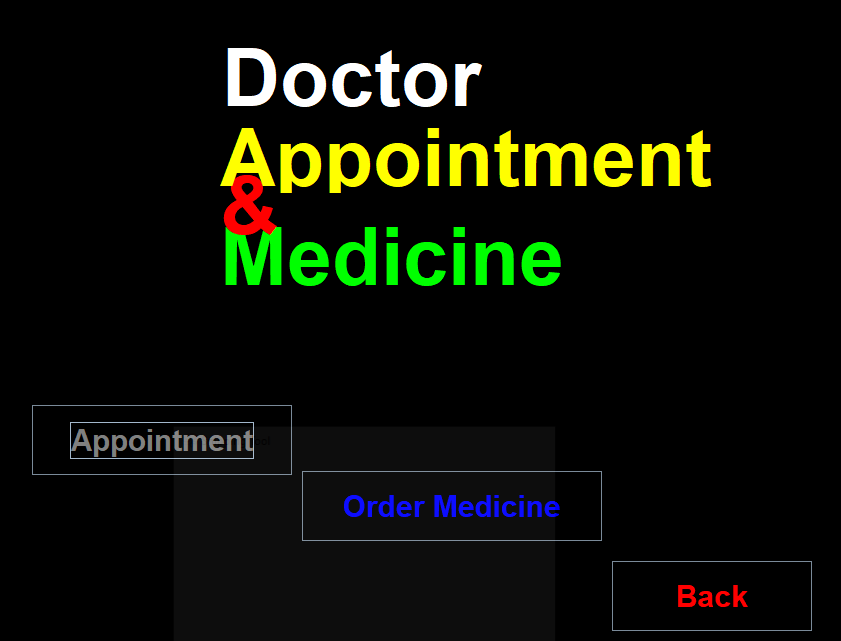 Doctor
Appointment
&
Medicine
Appointment
Order Medicine
Back